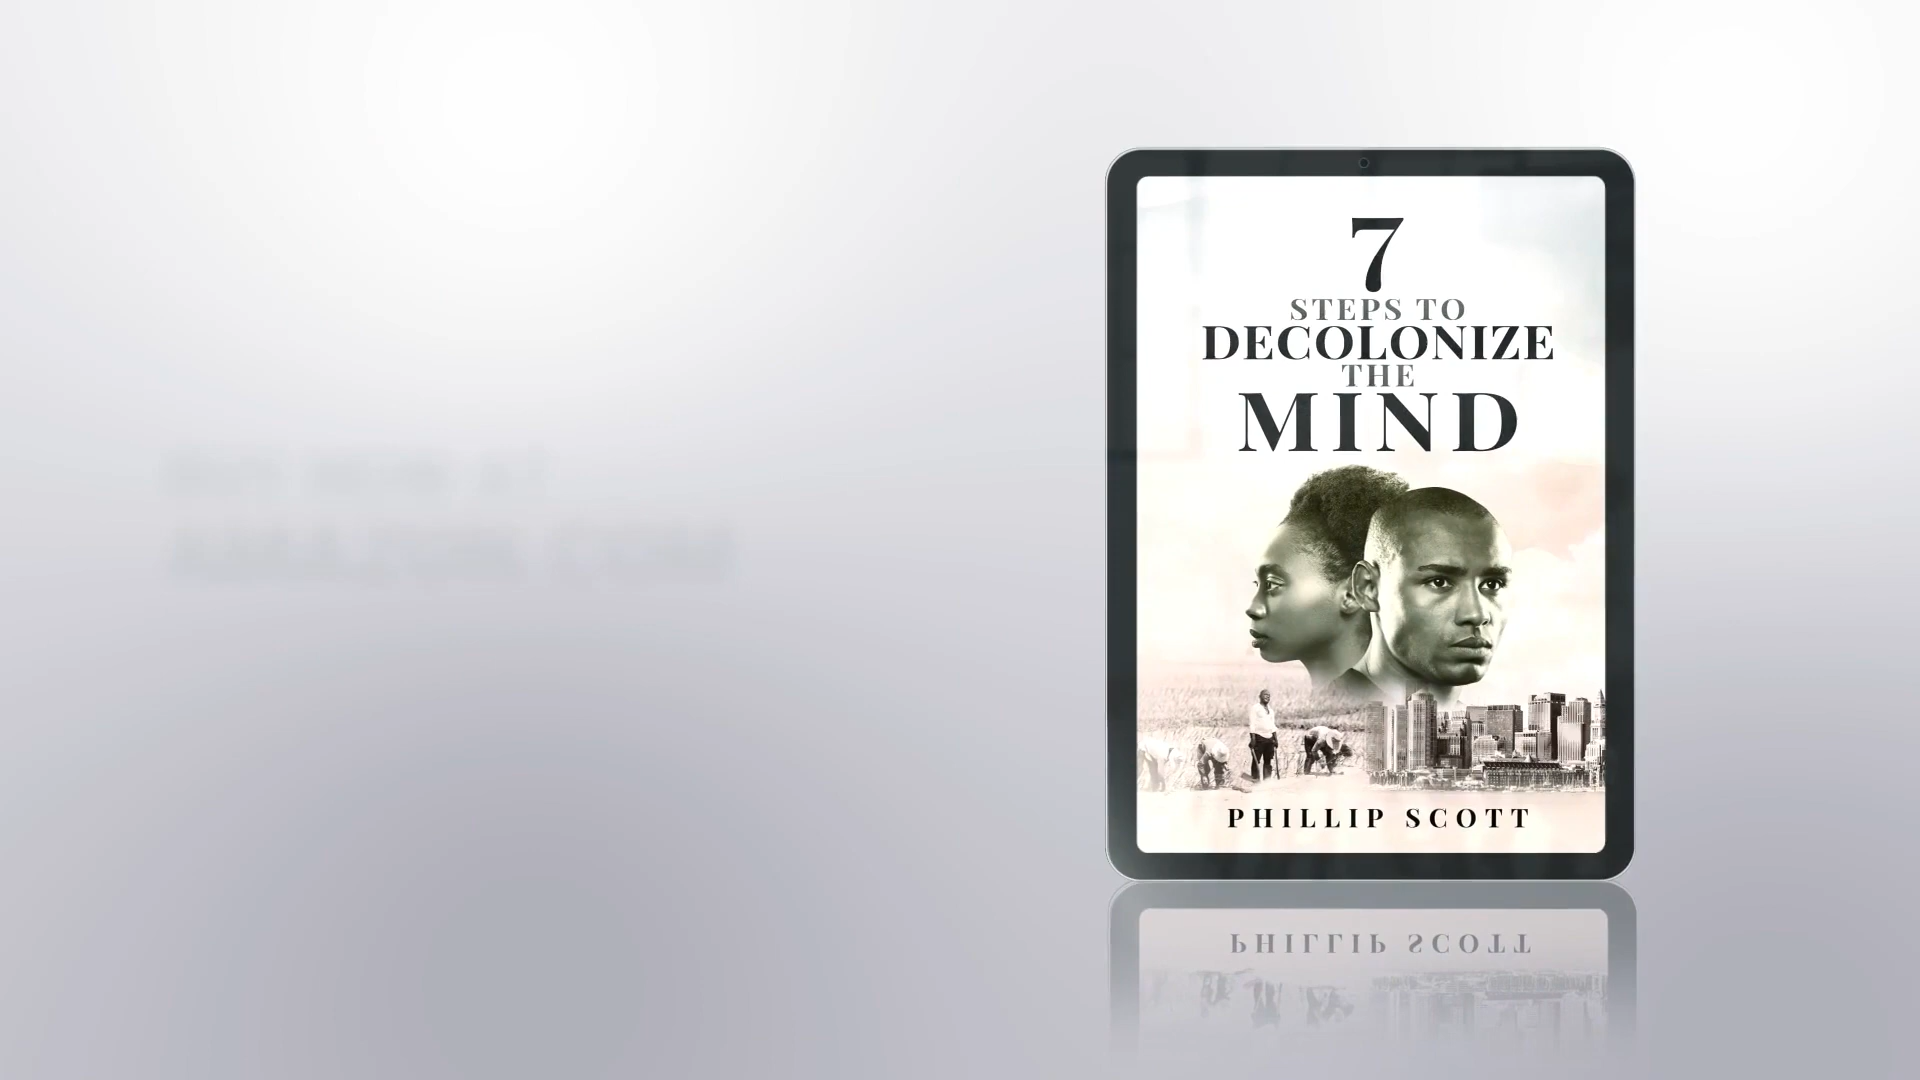 7
STEPS TO
DECOLONIZE
THE
MIND
PHILLIP SCOTT